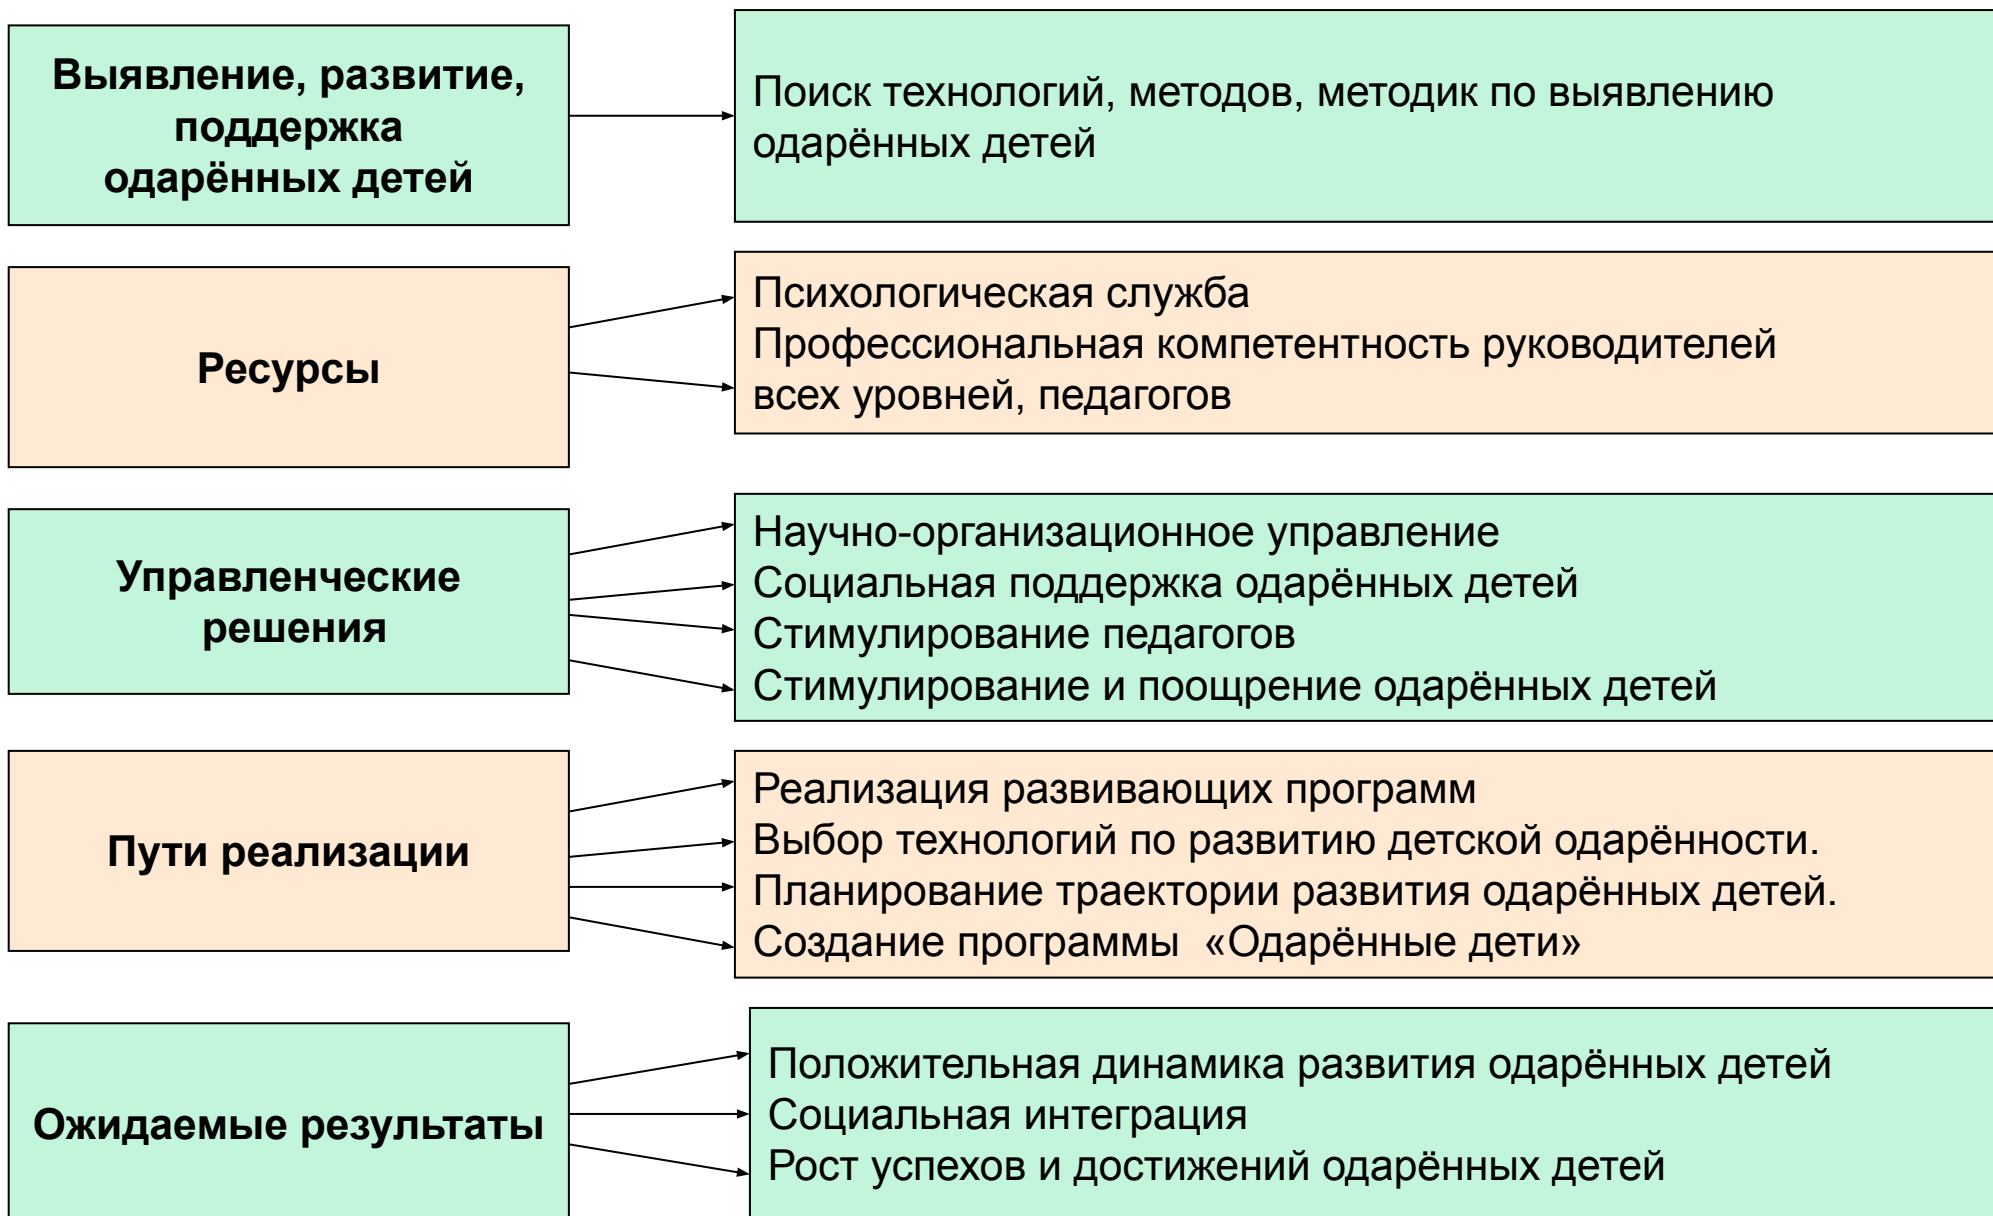 Выявление, развитие,
поддержка
одарённых детей
Поиск технологий, методов, методик по выявлению
одарённых детей
Ресурсы
Психологическая служба
Профессиональная компетентность руководителей
всех уровней, педагогов
Управленческие
решения
Научно-организационное управление
Социальная поддержка одарённых детей
Стимулирование педагогов
Стимулирование и поощрение одарённых детей
Пути реализации
Реализация развивающих программ
Выбор технологий по развитию детской одарённости.
Планирование траектории развития одарённых детей.
Создание программы «Одарённые дети»
Ожидаемые результаты
Положительная динамика развития одарённых детей
Социальная интеграция
Рост успехов и достижений одарённых детей